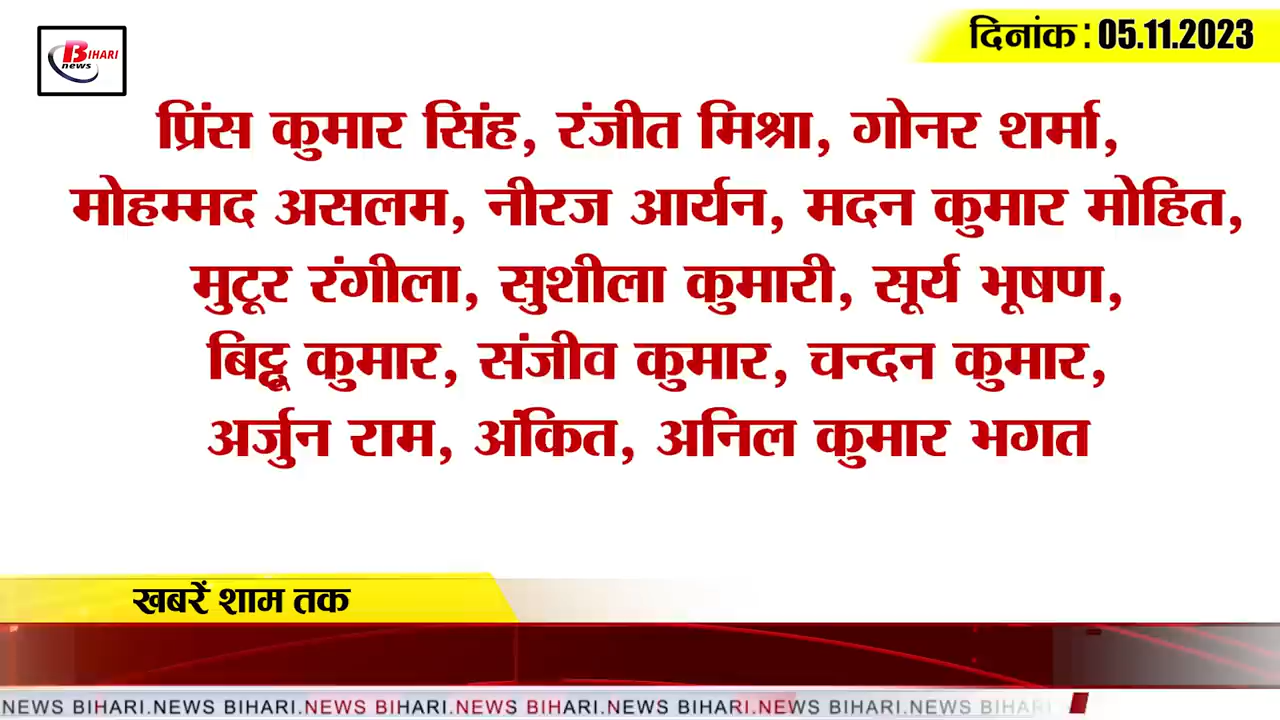 BIHARI
news
दिनांक : 05.11.2023
प्रिंस कुमार सिंह, रंजीत मिश्रा, गोनर शर्मा,
मोहम्मद असलम, नीरज आर्यन, मदन कुमार मोहित,
मुटूर रंगीला, सुशीला कुमारी, सूर्य भूषण,
बिट्टू कुमार, संजीव कुमार, चन्दन कुमार,
अर्जुन राम, अंकित, अनिल कुमार भगत
खबरें शाम तक
NEWS BIHARI.NEWS BIHARI.NEWS BIHARI.NEWS BIHARI.NEWS BIHARI.NEWS BIHARI.NEWS BIHARI